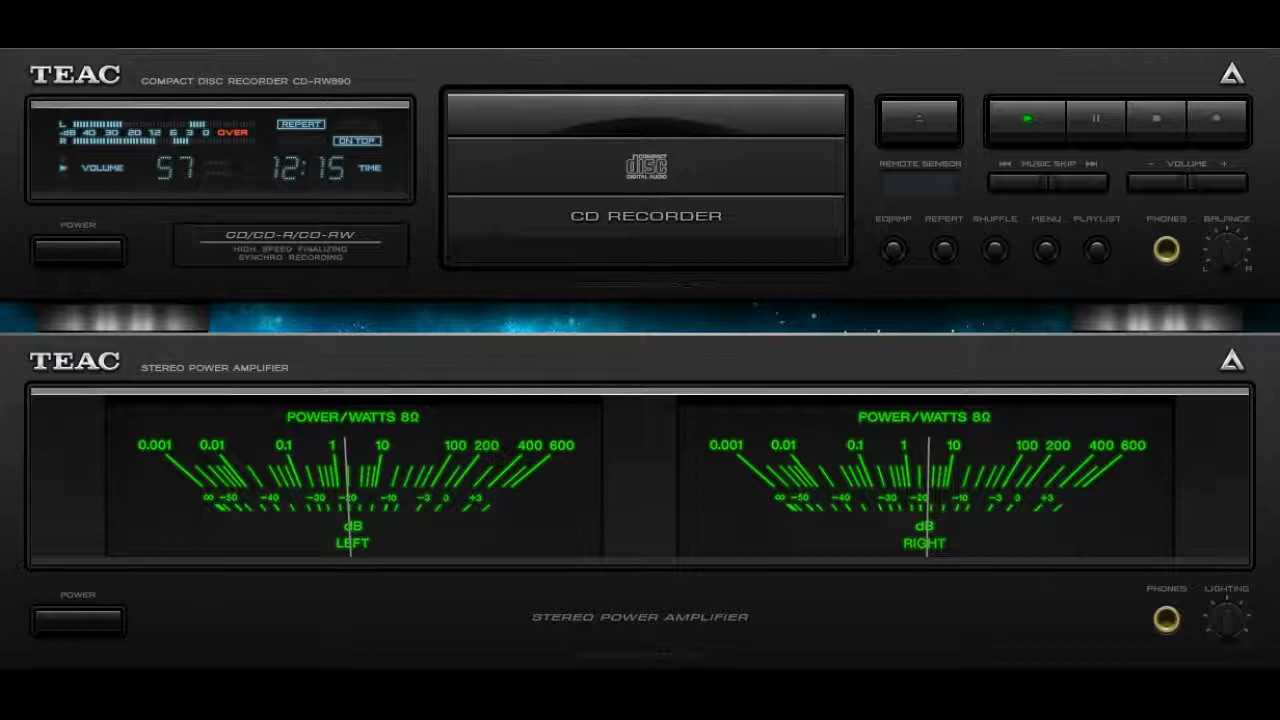 TEAC COMPACT DISC RECORDER CD-RW890
L
-dB 40 30 20 12 6 3 0 OVER
R
REPEAT
ON TOP
VOLUME 57 12:15 TIME
POWER
CD/CD-R/CD-RW
HIGH SPEED FINALIZING
SYNCHRO RECORDING
COMPACT
disc
DIGITAL AUDIO
CD RECORDER
REMOTE SENSOR
MUSIC SKIP
- VOLUME +
EQ/AMP REPEAT SHUFFLE MENU PLAYLIST PHONES BALANCE
L R
TEAC STEREO POWER AMPLIFIER
POWER/WATTS 8Ω
0.001 0.01 0.1 1 10 100 200 400 600
∞ -50 -40 -30 -20 -10 -3 0 +3
dB
LEFT
POWER/WATTS 8Ω
0.001 0.01 0.1 1 10 100 200 400 600
∞ -50 -40 -30 -20 -10 -3 0 +3
dB
RIGHT
POWER
STEREO POWER AMPLIFIER
PHONES LIGHTING